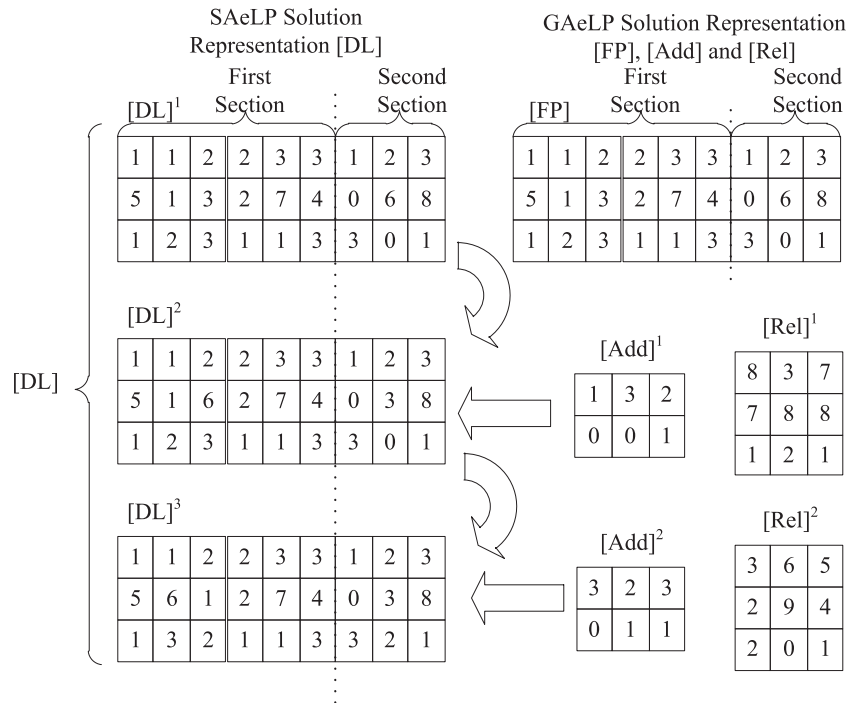 SAeLP Solution
Representation [DL]
GAeLP Solution Representation
[FP], [Add] and [Rel]
First
Section
Second
Section
First
Section
Second
Section
[DL]1
1 1 2 2 3 3 1 2 3
5 1 3 2 7 4 0 6 8
1 2 3 1 1 3 3 0 1
[FP]
1 1 2 2 3 3 1 2 3
5 1 3 2 7 4 0 6 8
1 2 3 1 1 3 3 0 1
[DL]
[DL]2
1 1 2 2 3 3 1 2 3
5 1 6 2 7 4 0 3 8
1 2 3 1 1 3 3 0 1
[Add]1
1 3 2
0 0 1
[Rel]1
8 3 7
7 8 8
1 2 1
[DL]3
1 1 2 2 3 3 1 2 3
5 6 1 2 7 4 0 3 8
1 3 2 1 1 3 3 2 1
[Add]2
3 2 3
0 1 1
[Rel]2
3 6 5
2 9 4
2 0 1